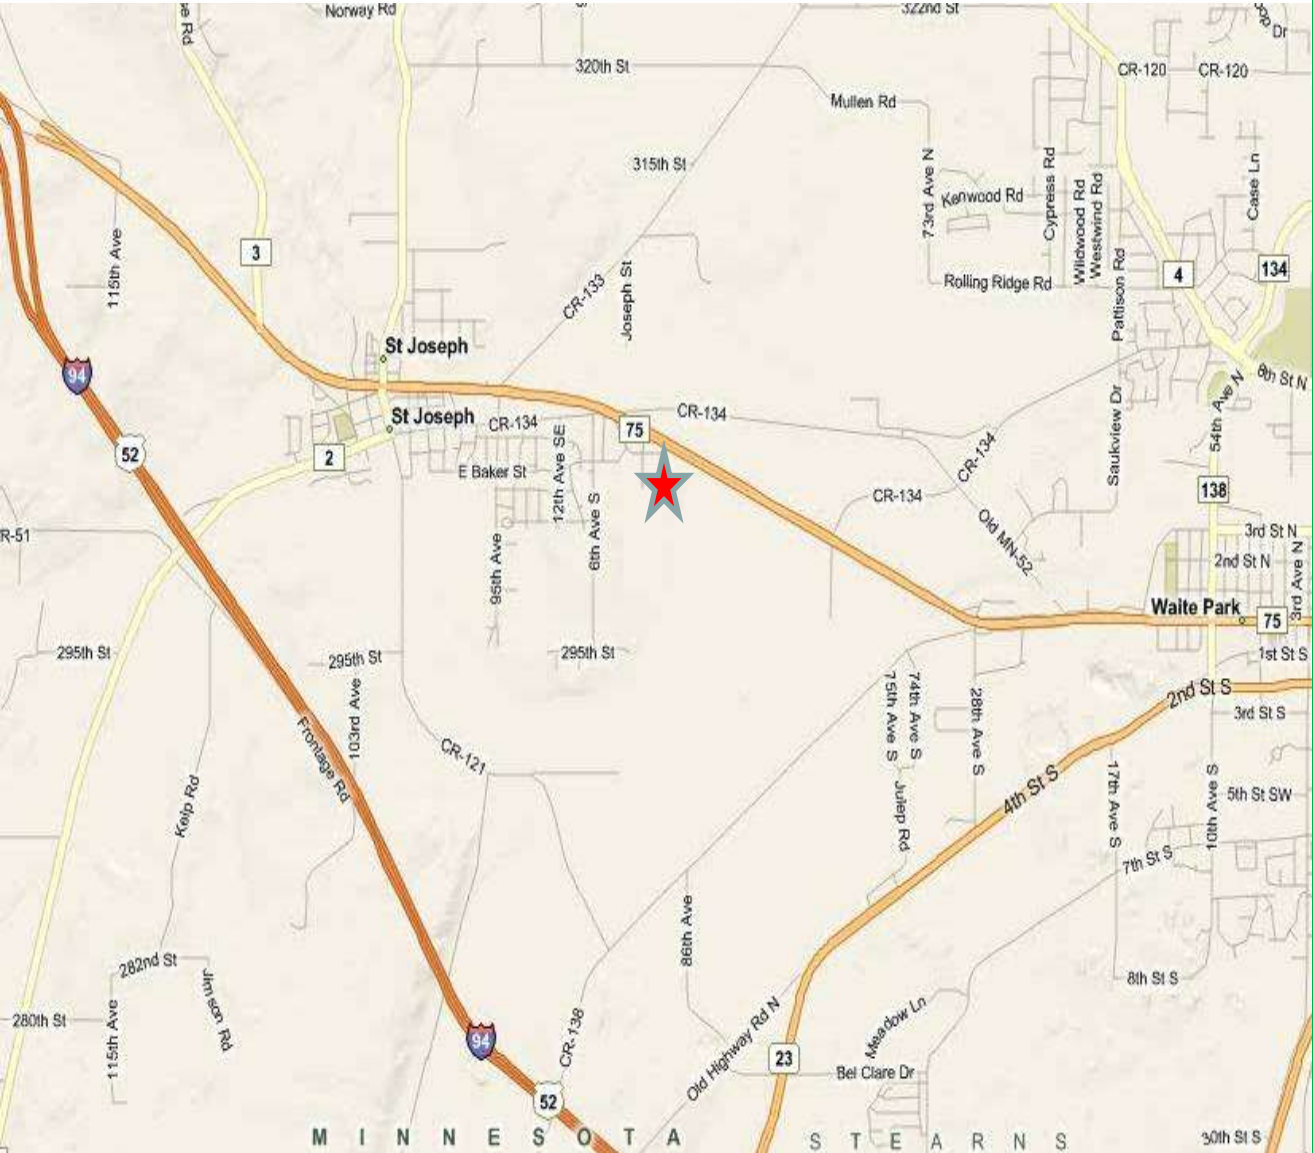 Norway Rd
322nd St
Dr
320th St
CR-120
CR-120
Mullen Rd
315th St
73rd Ave N
Kenwood Rd
Cypress Rd
Wildwood Rd
Westwind Rd
Case Ln
115th Ave
3
CR-133
Joseph St
Rolling Ridge Rd
Pattison Rd
4
134
94
St Joseph
8th St N
St Joseph
CR-134
75
CR-134
Saukview Dr
54th Ave N
52
2
E Baker St
12th Ave SE
6th Ave S
CR-134
CR-134
138
Old MN-52
3rd St N
2nd St N
3rd Ave N
R-51
95th Ave
Waite Park
75
295th St
295th St
295th St
1st St S
103rd Ave
75th Ave S
74th Ave S
28th Ave S
2nd St S
3rd St S
Frontage Rd
CR-121
Kelp Rd
Julep Rd
4th St S
17th Ave S
10th Ave S
5th St SW
7th St S
86th Ave
282nd St
Jimson Rd
115th Ave
280th St
8th St S
94
CR-138
Old Highway Rd N
23
Meadow Ln
Bel Clare Dr
52
MINNESOTA
STEARNS
30th St S